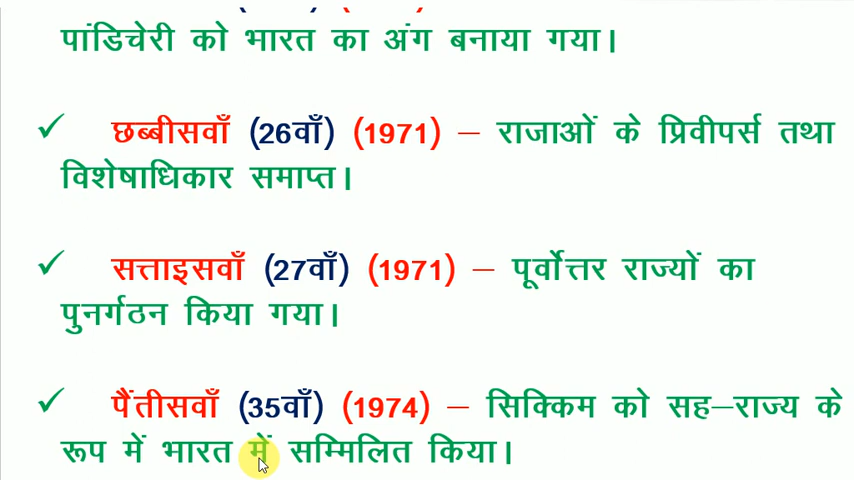 पांडिचेरी को भारत का अंग बनाया गया।
✓ छब्बीसवाँ (26वाँ) (1971) – राजाओं के प्रिवीपर्स तथा
विशेषाधिकार समाप्त।
✓ सत्ताइसवाँ (27वाँ) (1971) – पूर्वोत्तर राज्यों का
पुनर्गठन किया गया।
✓ पैंतीसवाँ (35वाँ) (1974) – सिक्किम को सह–राज्य के
रूप में भारत में सम्मिलित किया।